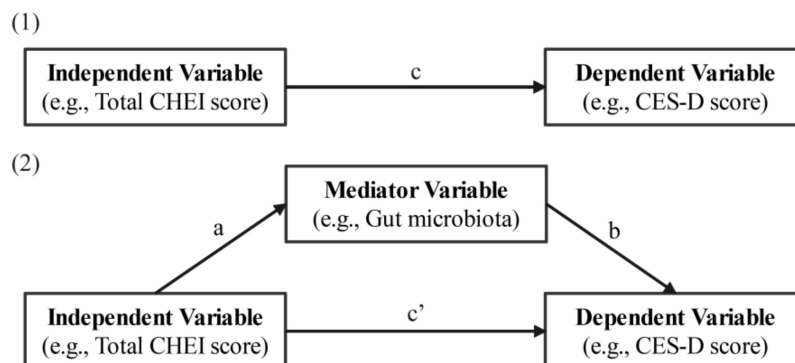 (1)
Independent Variable
(e.g., Total CHEI score)
c
Dependent Variable
(e.g., CES-D score)
(2)
Mediator Variable
(e.g., Gut microbiota)
a
b
Independent Variable
(e.g., Total CHEI score)
c’
Dependent Variable
(e.g., CES-D score)